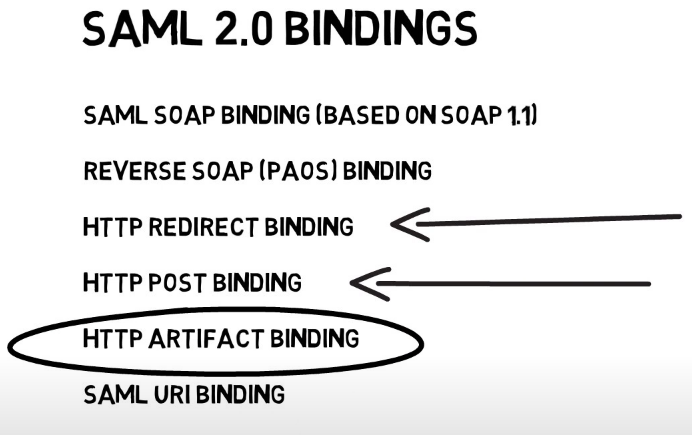 SAML 2.0 BINDINGS
SAML SOAP BINDING (BASED ON SOAP 1.1)
REVERSE SOAP (PAOS) BINDING
HTTP REDIRECT BINDING
HTTP POST BINDING
HTTP ARTIFACT BINDING
SAML URI BINDING